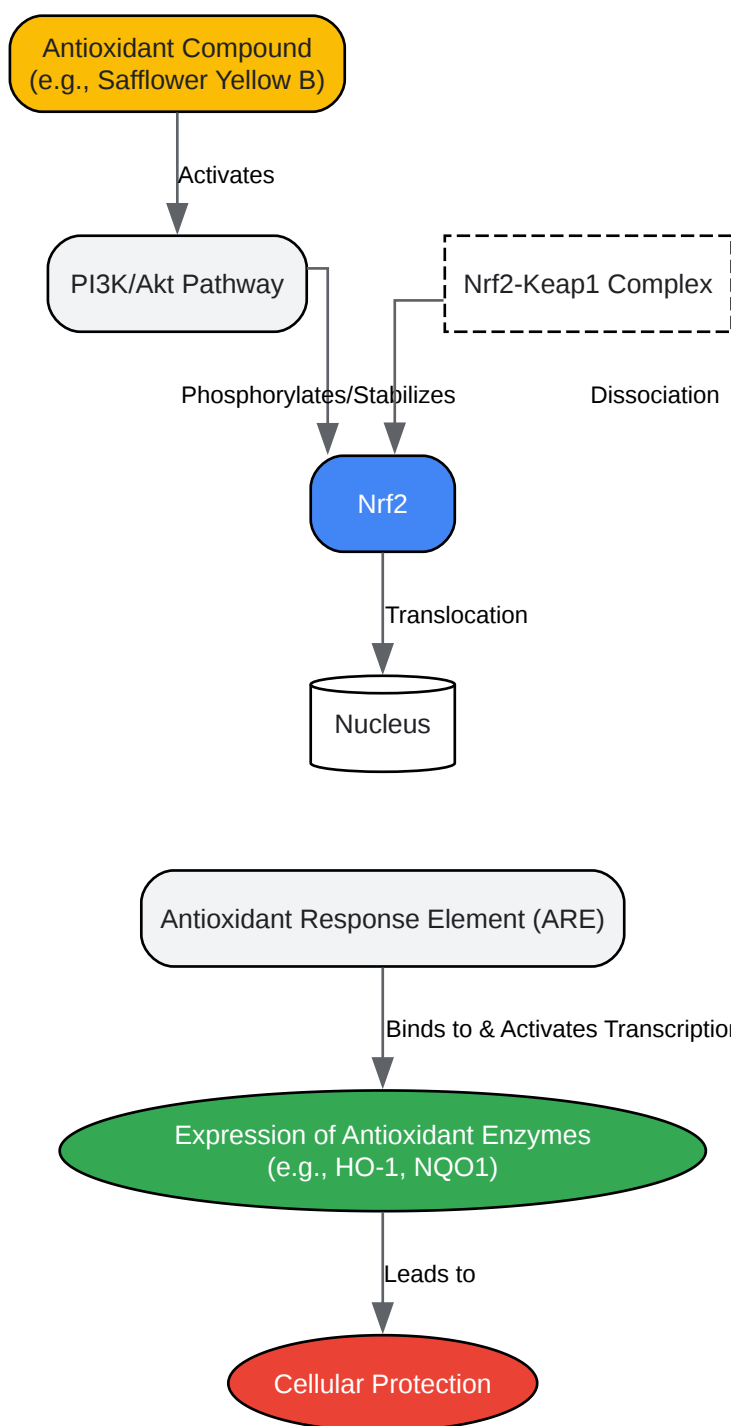 Antioxidant Compound
(e.g., Safflower Yellow B)
Activates
PI3K/Akt Pathway
Nrf2-Keap1 Complex
Phosphorylates/Stabilizes
Dissociation
Nrf2
Translocation
Nucleus
Antioxidant Response Element (ARE)
Binds to & Activates Transcription
Expression of Antioxidant Enzymes
(e.g., HO-1, NQO1)
Leads to
Cellular Protection